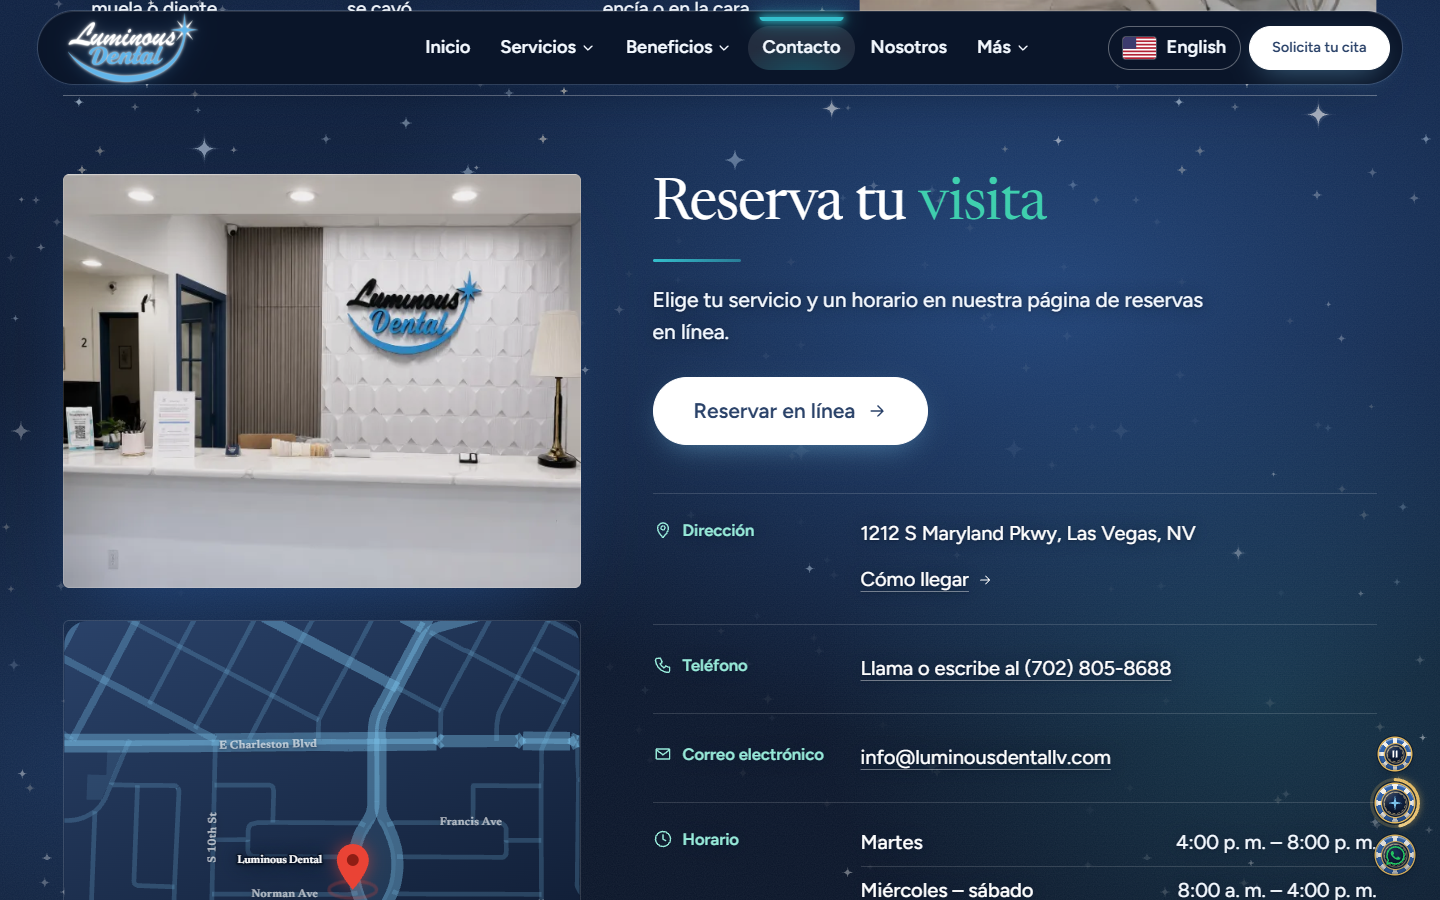 muela o diente
se cayó
encía o en la cara
Luminous
Dental
Inicio
Servicios
Beneficios
Contacto
Nosotros
Más
English
Solicita tu cita
2
Luminous
Dental
Reserva tu visita
Elige tu servicio y un horario en nuestra página de reservas
en línea.
Reservar en línea
Dirección
1212 S Maryland Pkwy, Las Vegas, NV
Cómo llegar
Teléfono
Llama o escribe al (702) 805-8688
Correo electrónico
info@luminousdentallv.com
Horario
Martes
4:00 p. m. – 8:00 p. m.
Miércoles – sábado
8:00 a. m. – 4:00 p. m.
E Charleston Blvd
S 10th St
Francis Ave
Luminous Dental
Norman Ave